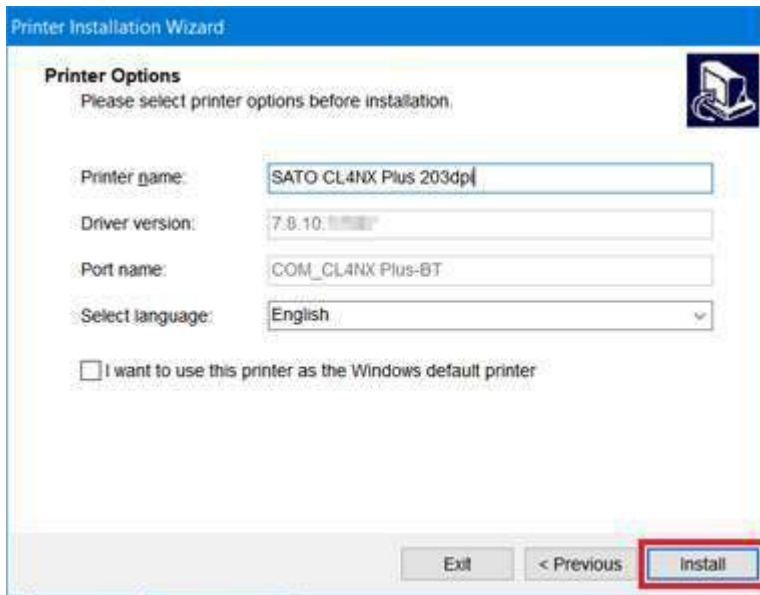 Printer Installation Wizard
Printer Options
Please select printer options before installation.
Printer name: SATO CL4NX Plus 203dpi
Driver version: 7.8.10.
Port name: COM_CL4NX Plus-BT
Select language: English
I want to use this printer as the Windows default printer
Exit < Previous Install